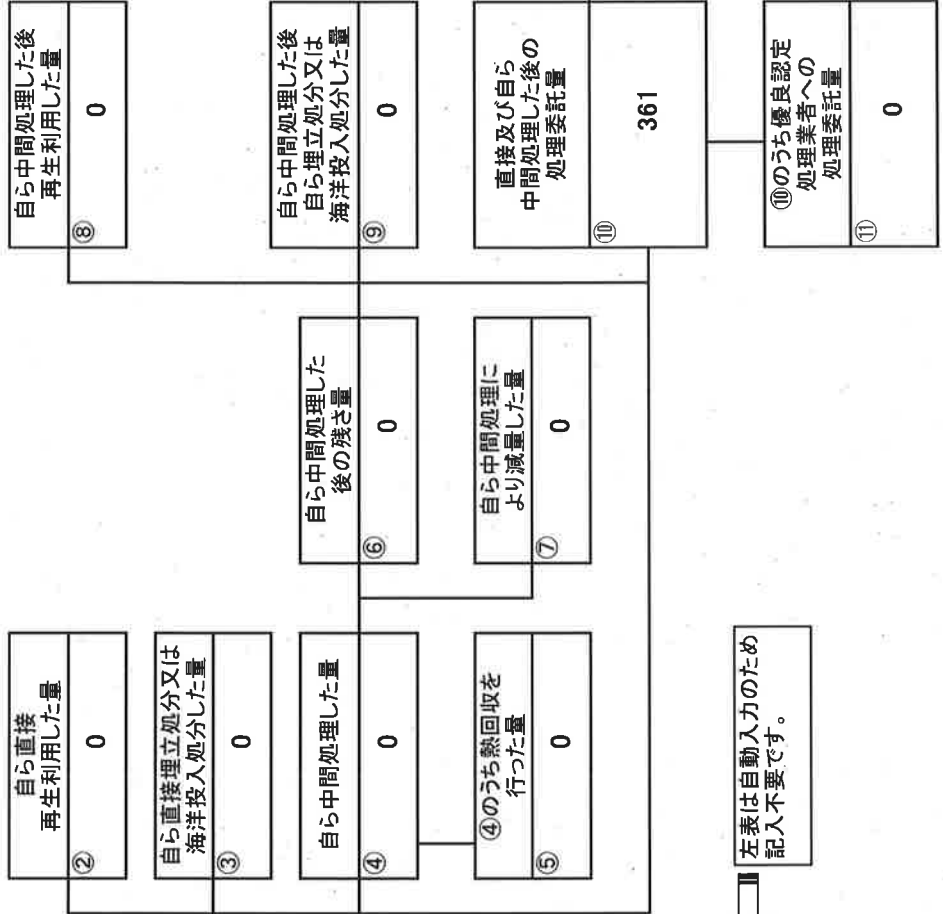 自ら直接
再生利用した量
②
0
自ら直接埋立処分又は
海洋投入処分した量
③
0
自ら中間処理した量
④
0
④のうち熱回収を
行った量
⑤
0
自ら中間処理した
後の残さ量
⑥
0
自ら中間処理に
より減量した量
⑦
0
自ら中間処理した後
再生利用した量
⑧
0
自ら中間処理した後
自ら埋立処分又は
海洋投入処分した量
⑨
0
直接及び自ら
中間処理した後の
処理委託量
⑩
361
⑩のうち優良認定
処理業者への
処理委託量
⑪
0
左表は自動入力のため
記入不要です。